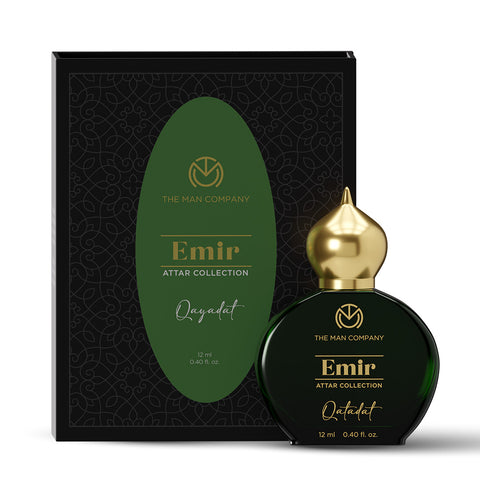 THE MAN COMPANY
Emir
ATTAR COLLECTION
Qayadat
12 ml
0.40 fl. oz.
THE MAN COMPANY
Emir
ATTAR COLLECTION
Qatadat
12 ml 0.40 fl. oz.